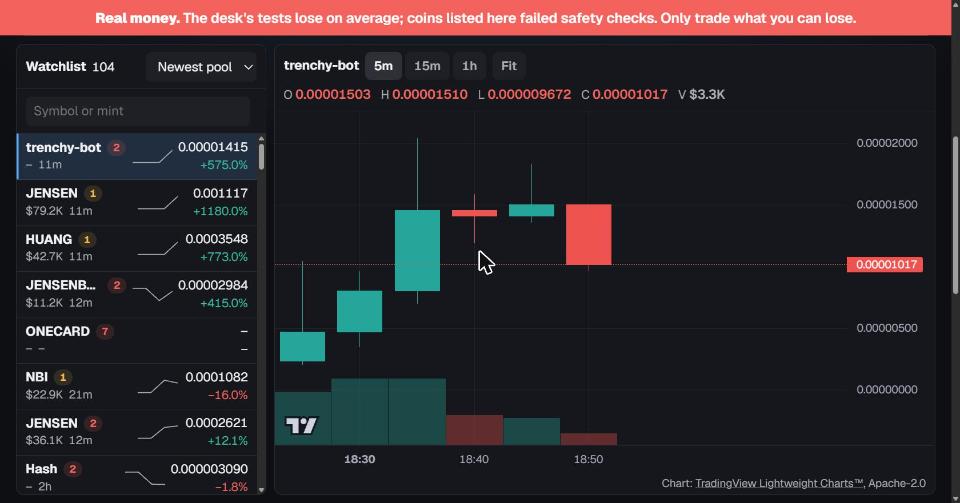 Real money. The desk's tests lose on average; coins listed here failed safety checks. Only trade what you can lose.
Watchlist 104
Newest pool
Symbol or mint
trenchy-bot 2 0.00001415
– 11m +575.0%
JENSEN 1 0.001117
$79.2K 11m +1180.0%
HUANG 1 0.0003548
$42.7K 11m +773.0%
JENSENB... 2 0.00002984
$11.2K 12m +415.0%
ONECARD 7 –
– – –
NBI 1 0.0001082
$22.9K 21m −16.0%
JENSEN 2 0.0002621
$36.1K 12m +12.1%
Hash 2 0.000003090
– 2h −1.8%
trenchy-bot 5m 15m 1h Fit
O 0.00001503 H 0.00001510 L 0.000009672 C 0.00001017 V $3.3K
0.00002000
0.00001500
0.00001017
0.00000500
0.00000000
18:30 18:40 18:50
Chart: TradingView Lightweight Charts™, Apache-2.0